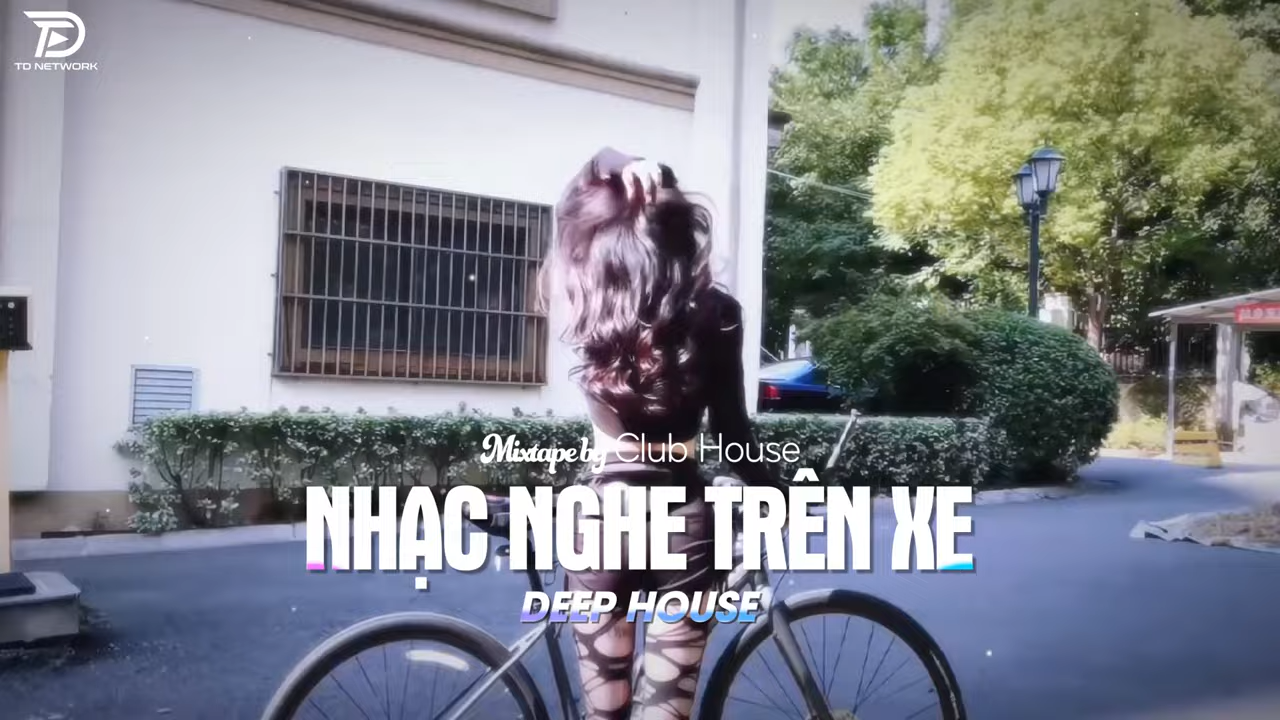 TD NETWORK
Mixtape by Club House
NHẠC NGHE TRÊN XE
DEEP HOUSE